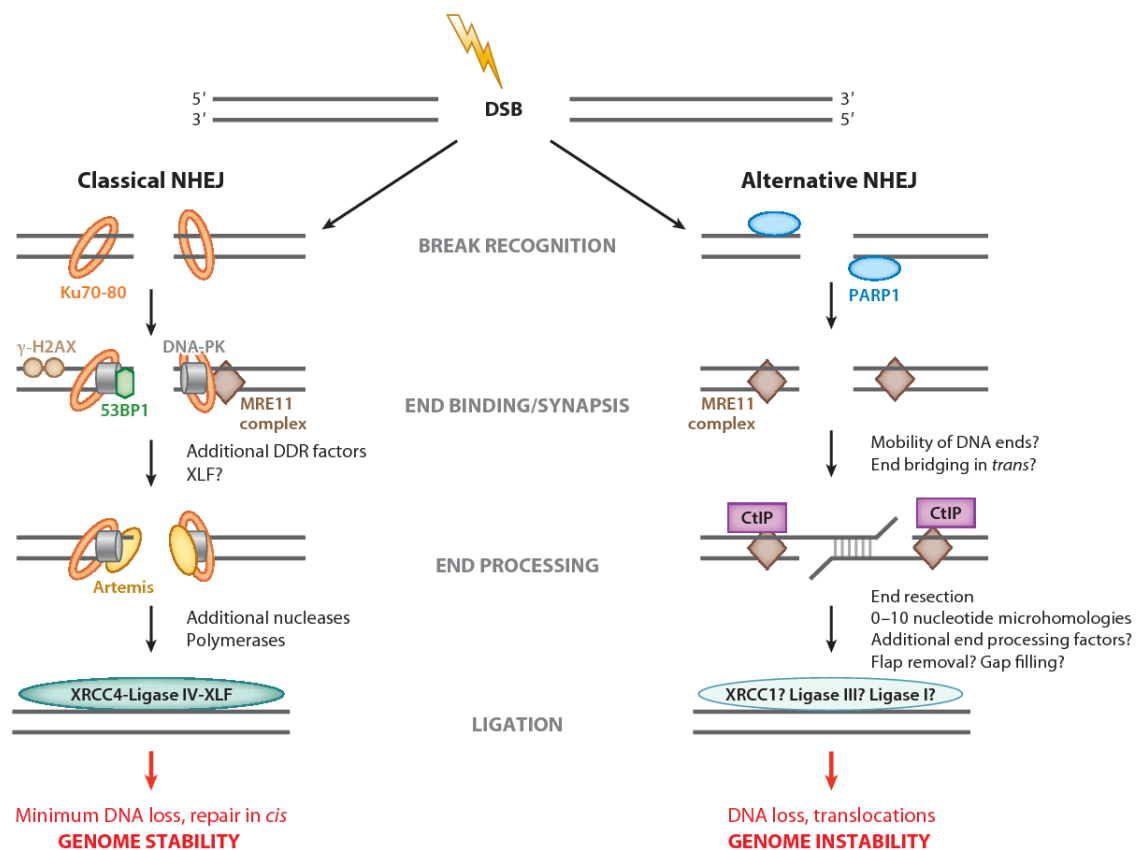 5′
3′
DSB
3′
5′
Classical NHEJ
Alternative NHEJ
BREAK RECOGNITION
Ku70-80
PARP1
γ-H2AX
DNA-PK
53BP1
MRE11
complex
END BINDING/SYNAPSIS
MRE11
complex
Additional DDR factors
XLF?
Mobility of DNA ends?
End bridging in trans?
CtIP
CtIP
Artemis
END PROCESSING
Additional nucleases
Polymerases
End resection
0–10 nucleotide microhomologies
Additional end processing factors?
Flap removal? Gap filling?
XRCC4-Ligase IV-XLF
XRCC1? Ligase III? Ligase I?
LIGATION
Minimum DNA loss, repair in cis
GENOME STABILITY
DNA loss, translocations
GENOME INSTABILITY